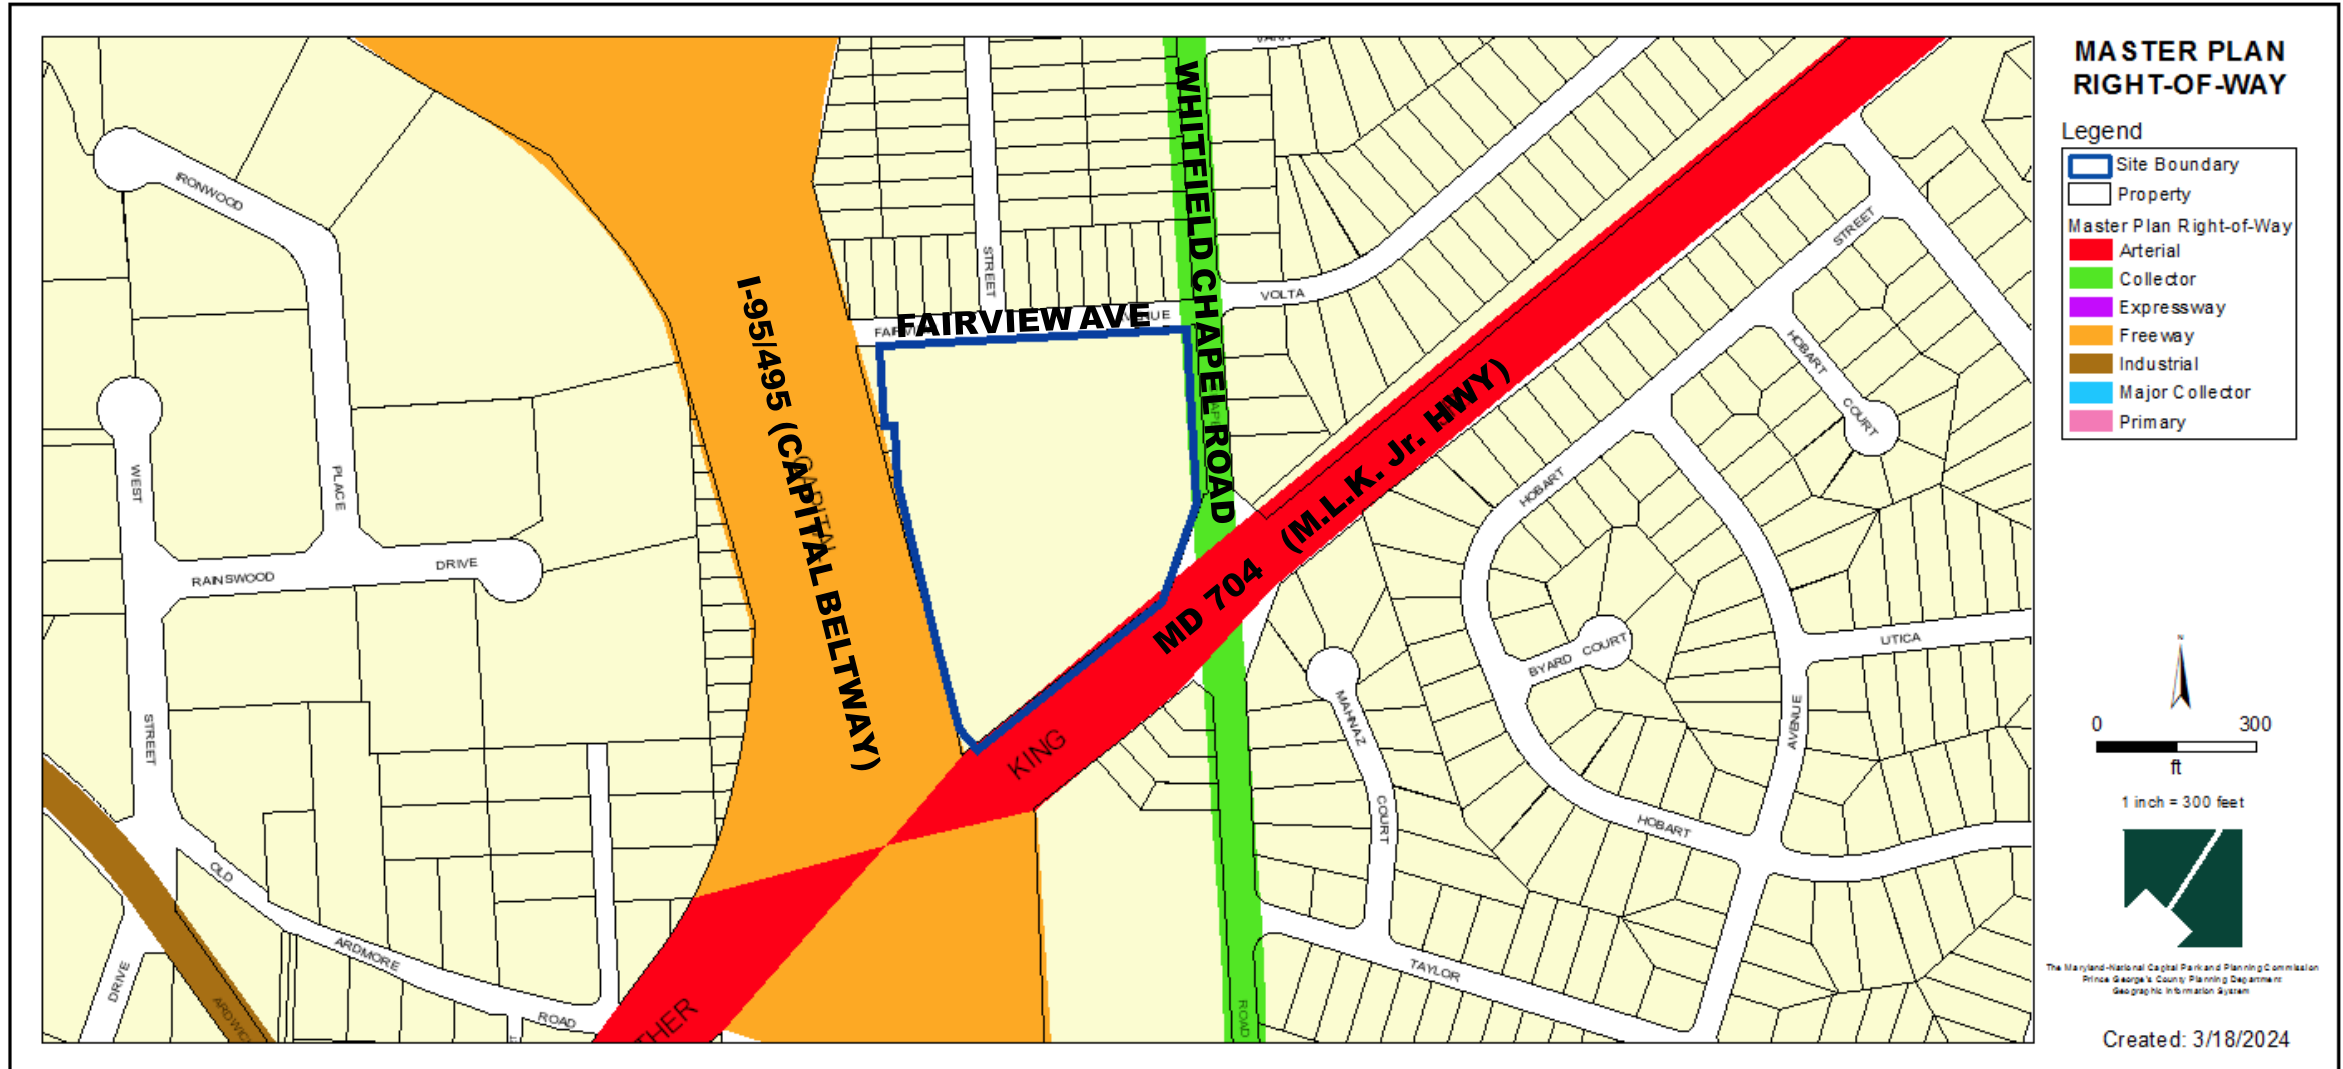 MASTER PLAN
RIGHT-OF-WAY
Legend
Site Boundary
Property
Master Plan Right-of-Way
Arterial
Collector
Expressway
Freeway
Industrial
Major Collector
Primary
N
0 300
ft
1 inch = 300 feet
The Maryland-National Capital Park and Planning Commission
Prince George's County Planning Department
Geographic Information System
Created: 3/18/2024
I-95/495 (CAPITAL BELTWAY)
CAPITAL
FAIRVIEW AVE
WHITFIELD CHAPEL ROAD
MD 704 (M.L.K. Jr. HWY)
KING
THER
IRONWOOD
PLACE
WEST
STREET
RAINSWOOD
DRIVE
OLD
ARDMORE
ROAD
DRIVE
STREET
VOLTA
STREET
HOBART
COURT
HOBART
BYARD COURT
UTICA
AVENUE
MAHNAZ
COURT
HOBART
TAYLOR
ROAD